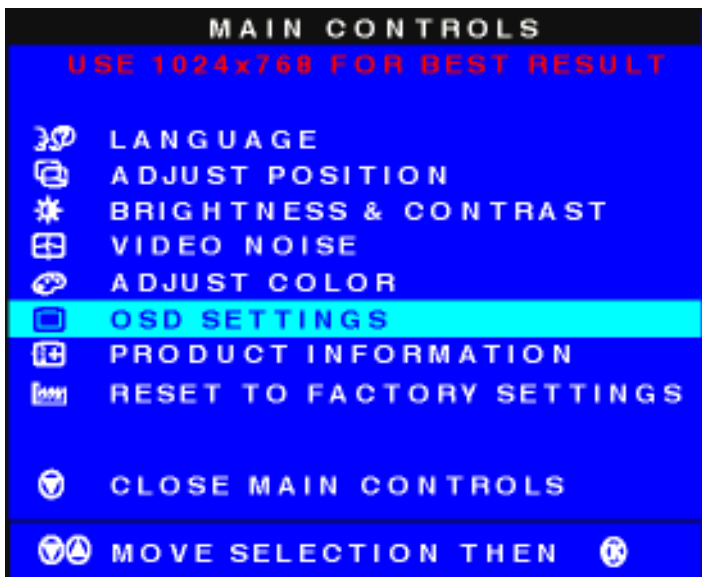 MAIN CONTROLS
USE 1024x768 FOR BEST RESULT
LANGUAGE
ADJUST POSITION
BRIGHTNESS & CONTRAST
VIDEO NOISE
ADJUST COLOR
OSD SETTINGS
PRODUCT INFORMATION
RESET TO FACTORY SETTINGS
CLOSE MAIN CONTROLS
MOVE SELECTION THEN OK